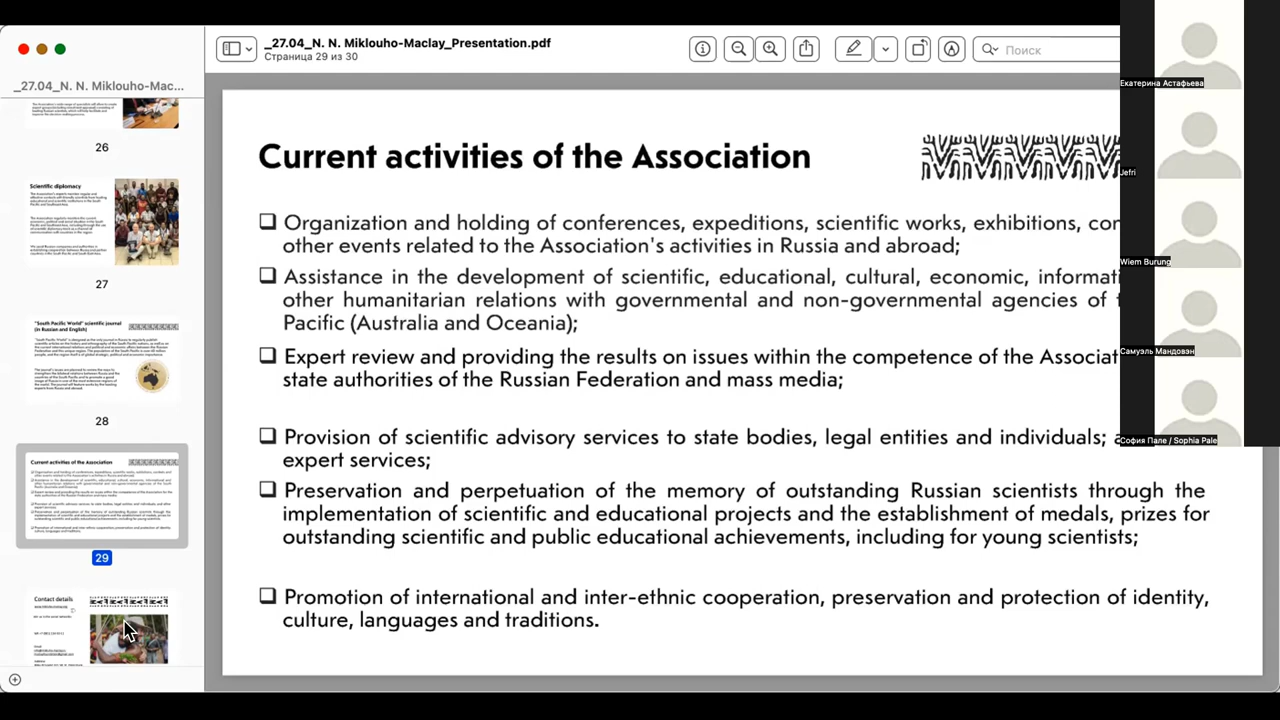 _27.04_N. N. Miklouho-Maclay_Presentation.pdf
Страница 29 из 30
Поиск
_27.04_N. N. Miklouho-Mac...
26
Scientific diplomacy
27
"South Pacific World" scientific journal
(in Russian and English)
28
Current activities of the Association
29
Contact details
Current activities of the Association
Organization and holding of conferences, expeditions, scientific works, exhibitions,
other events related to the Association's activities in Russia and abroad;
Assistance in the development of scientific, educational, cultural, economic,
other humanitarian relations with governmental and non-governmental agencies of
Pacific (Australia and Oceania);
Expert review and providing the results on issues within the competence of the
state authorities of the Russian Federation and mass media;
Provision of scientific advisory services to state bodies, legal entities and individuals;
expert services;
Preservation and perpetuation of the memory of outstanding Russian scientists through the
implementation of scientific and educational projects and the establishment of medals, prizes for
outstanding scientific and public educational achievements, including for young scientists;
Promotion of international and inter-ethnic cooperation, preservation and protection of identity,
culture, languages and traditions.
Екатерина Астафьева
Jefri
Wiem Burung
Самуэль Мандовэн
София Пале / Sophia Pale